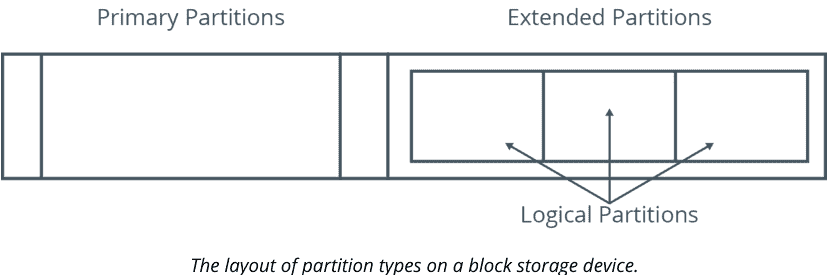 Primary Partitions
Extended Partitions
Logical Partitions
The layout of partition types on a block storage device.